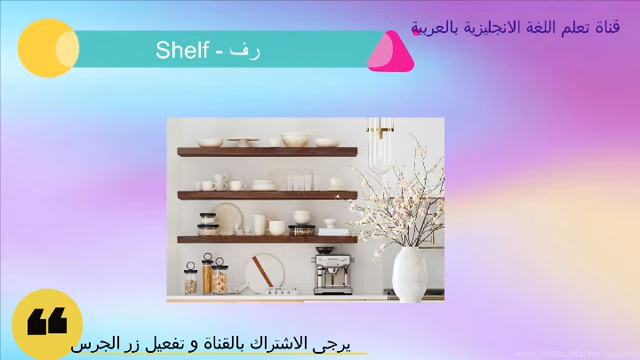 قناة تعلم اللغة الانجليزية بالعربية
Shelf - رف
يرجى الاشتراك بالقناة و تفعيل زر الجرس